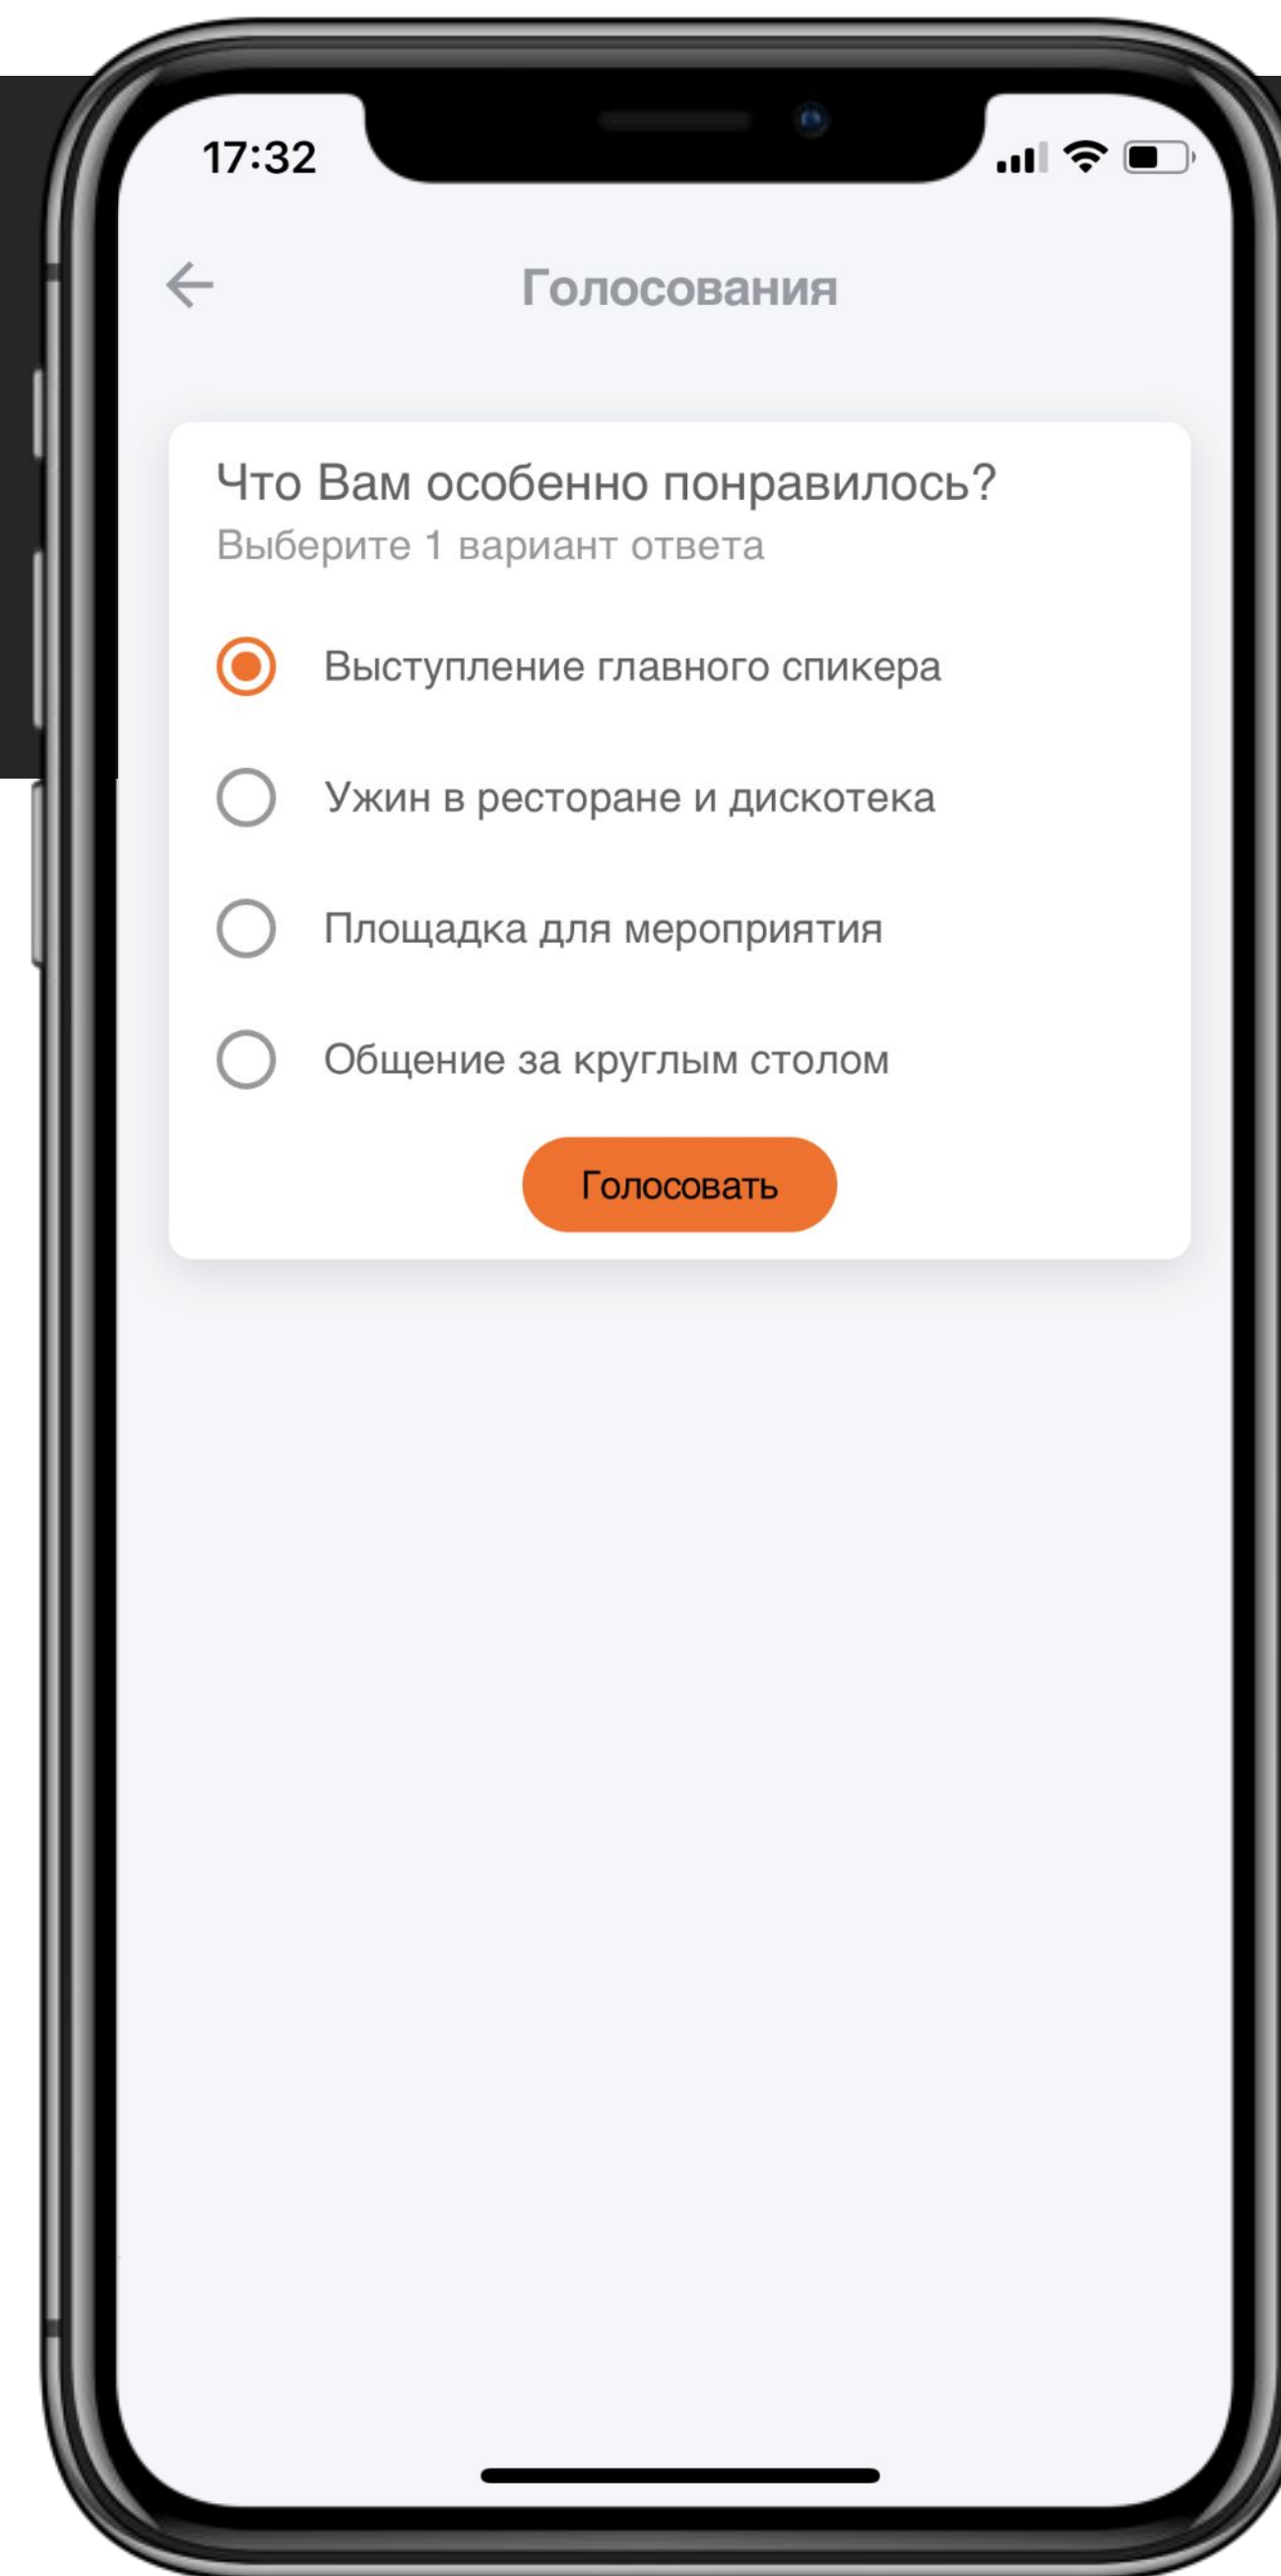 17:32
Голосования
Что Вам особенно понравилось?
Выберите 1 вариант ответа
Выступление главного спикера
Ужин в ресторане и дискотека
Площадка для мероприятия
Общение за круглым столом
Голосовать